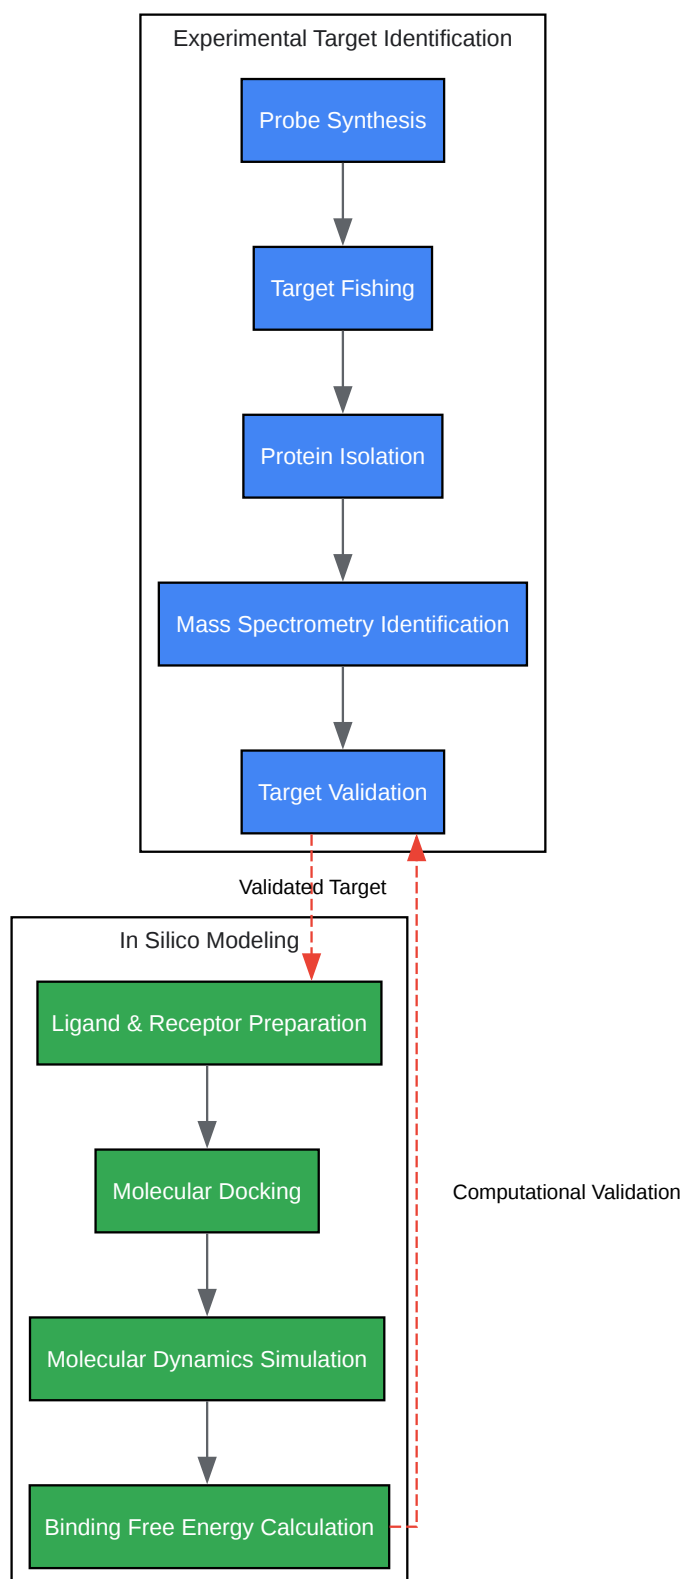 Experimental Target Identification
Probe Synthesis
Target Fishing
Protein Isolation
Mass Spectrometry Identification
Target Validation
Validated Target
In Silico Modeling
Ligand & Receptor Preparation
Molecular Docking
Computational Validation
Molecular Dynamics Simulation
Binding Free Energy Calculation